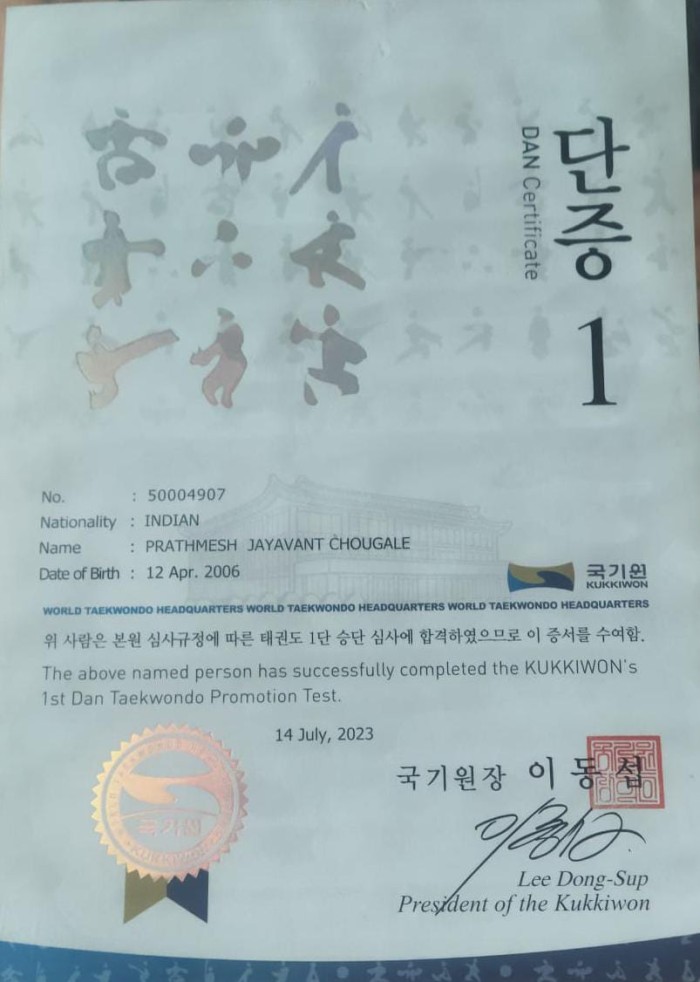 단증
DAN Certificate
1
No. : 50004907
Nationality : INDIAN
Name : PRATHMESH JAYAVANT CHOUGALE
Date of Birth : 12 Apr. 2006
국기원
KUKKIWON
WORLD TAEKWONDO HEADQUARTERS WORLD TAEKWONDO HEADQUARTERS WORLD TAEKWONDO HEADQUARTERS
위 사람은 본원 심사규정에 따른 태권도 1단 승단 심사에 합격하였으므로 이 증서를 수여함.
The above named person has successfully completed the KUKKIWON's
1st Dan Taekwondo Promotion Test.
14 July, 2023
국기원장 이동섭
Lee Dong-Sup
President of the Kukkiwon
국기원
KUKKIWON